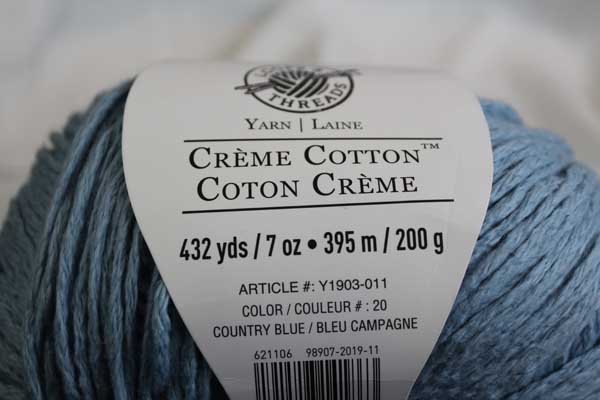 THREADS
YARN | LAINE
CRÈME COTTON™
COTON CRÈME
432 yds / 7 oz • 395 m / 200 g
ARTICLE #: Y1903-011
COLOR / COULEUR # : 20
COUNTRY BLUE / BLEU CAMPAGNE
621106 98907-2019-11